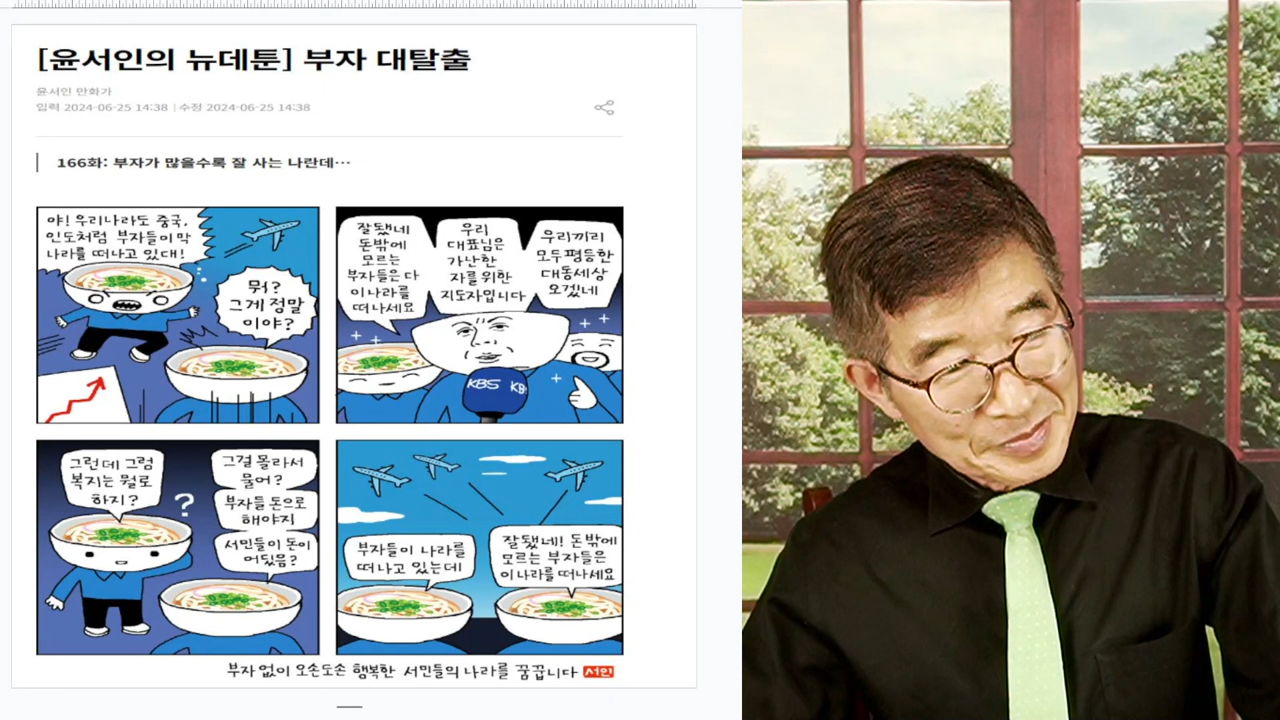 [윤서인의 뉴데툰] 부자 대탈출
윤서인 만화가
입력 2024-06-25 14:38 | 수정 2024-06-25 14:38
166화: 부자가 많을수록 잘 사는 나란데…
야! 우리나라도 중국,
인도처럼 부자들이 막
나라를 떠나고 있대!
뭐?
그게 정말
이야?
잘됐네
돈밖에
모르는
부자들은 다
이나라를
떠나세요
우리
대표님은
가난한
자를 위한
지도자입니다
우리끼리
모두 평등한
대동세상
오겠네
KBS KB
그런데 그럼
복지는 뭘로
하지?
?
그걸 몰라서
물어?
부자들 돈으로
해야지
서민들이 돈이
어딨음?
부자들이 나라를
떠나고 있는데
잘됐네! 돈밖에
모르는 부자들은
이나라를 떠나세요
부자 없이 오손도손 행복한 서민들의 나라를 꿈꿉니다 서인